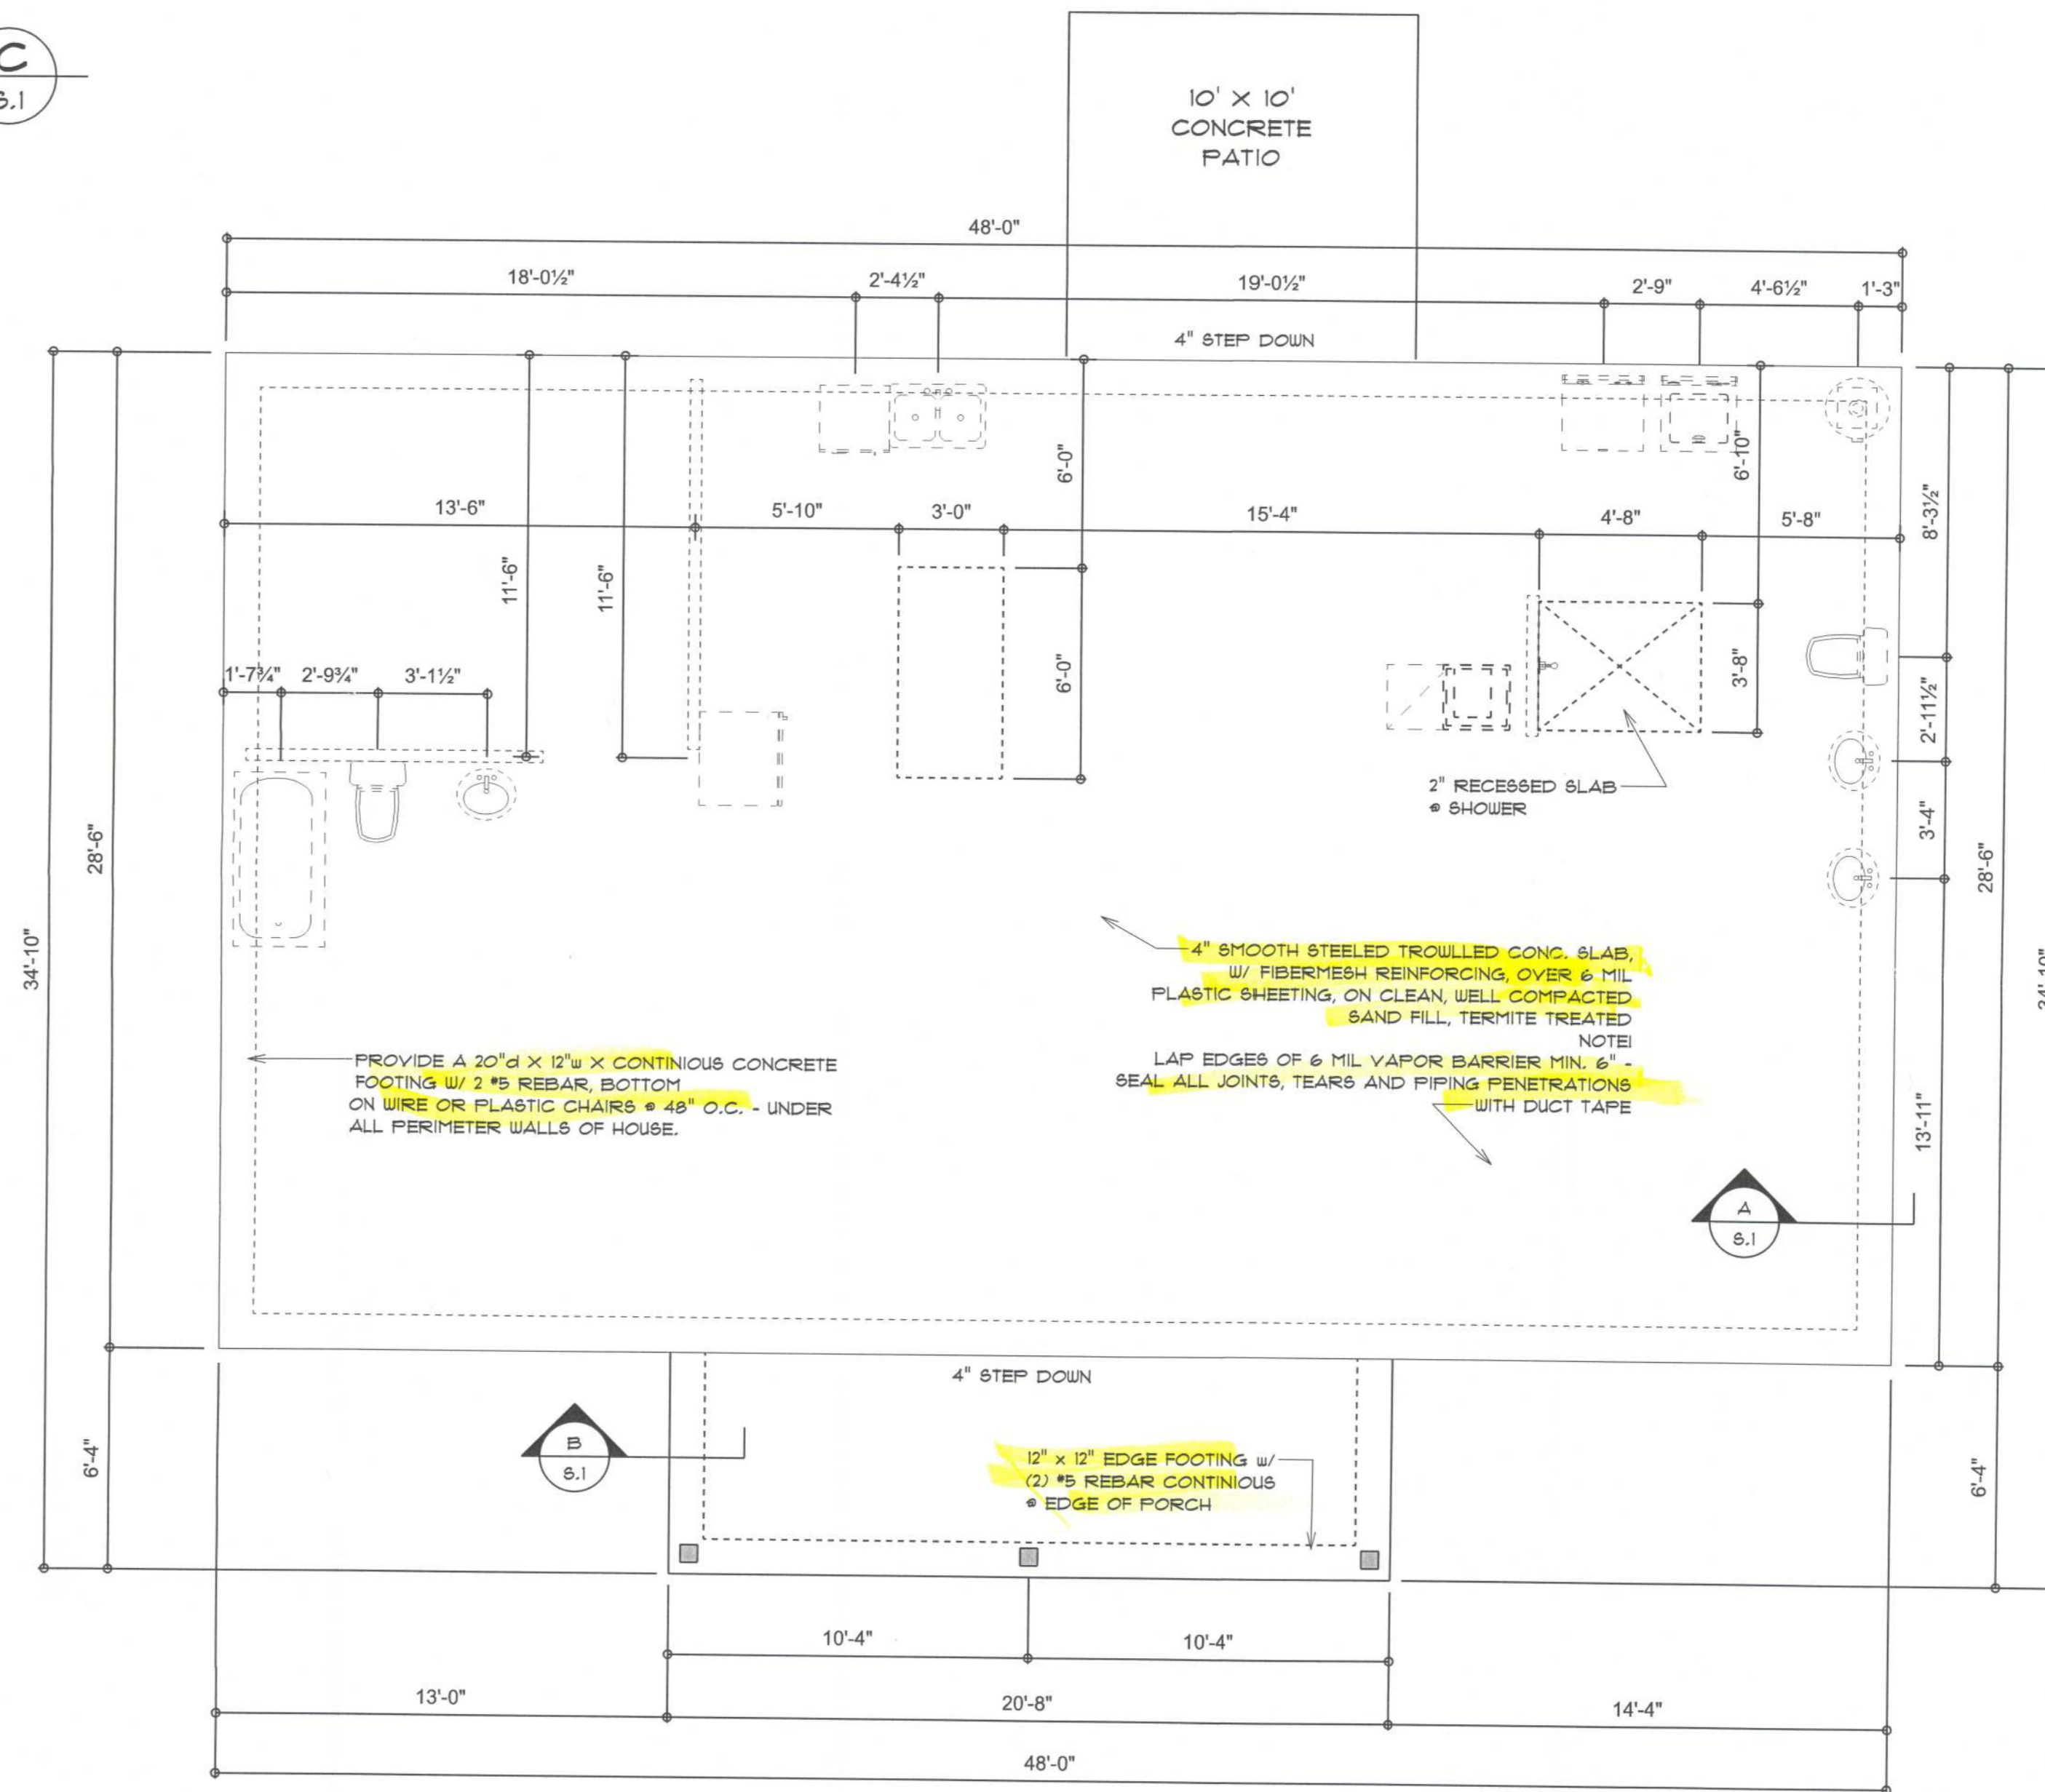 C
S.1
10' X 10'
CONCRETE
PATIO
48'-0"
18'-0½"
2'-4½"
19'-0½"
2'-9"
4'-6½"
1'-3"
4" STEP DOWN
6'-0"
6'-10"
13'-6"
5'-10"
3'-0"
15'-4"
4'-8"
5'-8"
8'-3½"
11'-6"
11'-6"
1'-7¾"
2'-9¾"
3'-1½"
6'-0"
3'-8"
2'-11½"
2" RECESSED SLAB
@ SHOWER
3'-4"
28'-6"
28'-6"
34'-10"
34'-10"
4" SMOOTH STEELED TROWLLED CONC. SLAB,
W/ FIBERMESH REINFORCING, OVER 6 MIL
PLASTIC SHEETING, ON CLEAN, WELL COMPACTED
SAND FILL, TERMITE TREATED
NOTE!
LAP EDGES OF 6 MIL VAPOR BARRIER MIN. 6" -
SEAL ALL JOINTS, TEARS AND PIPING PENETRATIONS
WITH DUCT TAPE
PROVIDE A 20"d X 12"w X CONTINIOUS CONCRETE
FOOTING W/ 2 #5 REBAR, BOTTOM
ON WIRE OR PLASTIC CHAIRS @ 48" O.C. - UNDER
ALL PERIMETER WALLS OF HOUSE.
13'-11"
A
S.1
4" STEP DOWN
B
S.1
6'-4"
6'-4"
12" x 12" EDGE FOOTING w/
(2) #5 REBAR CONTINIOUS
@ EDGE OF PORCH
10'-4"
10'-4"
13'-0"
20'-8"
14'-4"
48'-0"